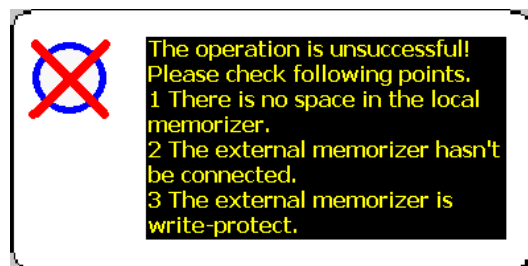 The operation is unsuccessful!
Please check following points.
1 There is no space in the local
memorizer.
2 The external memorizer hasn't
be connected.
3 The external memorizer is
write-protect.